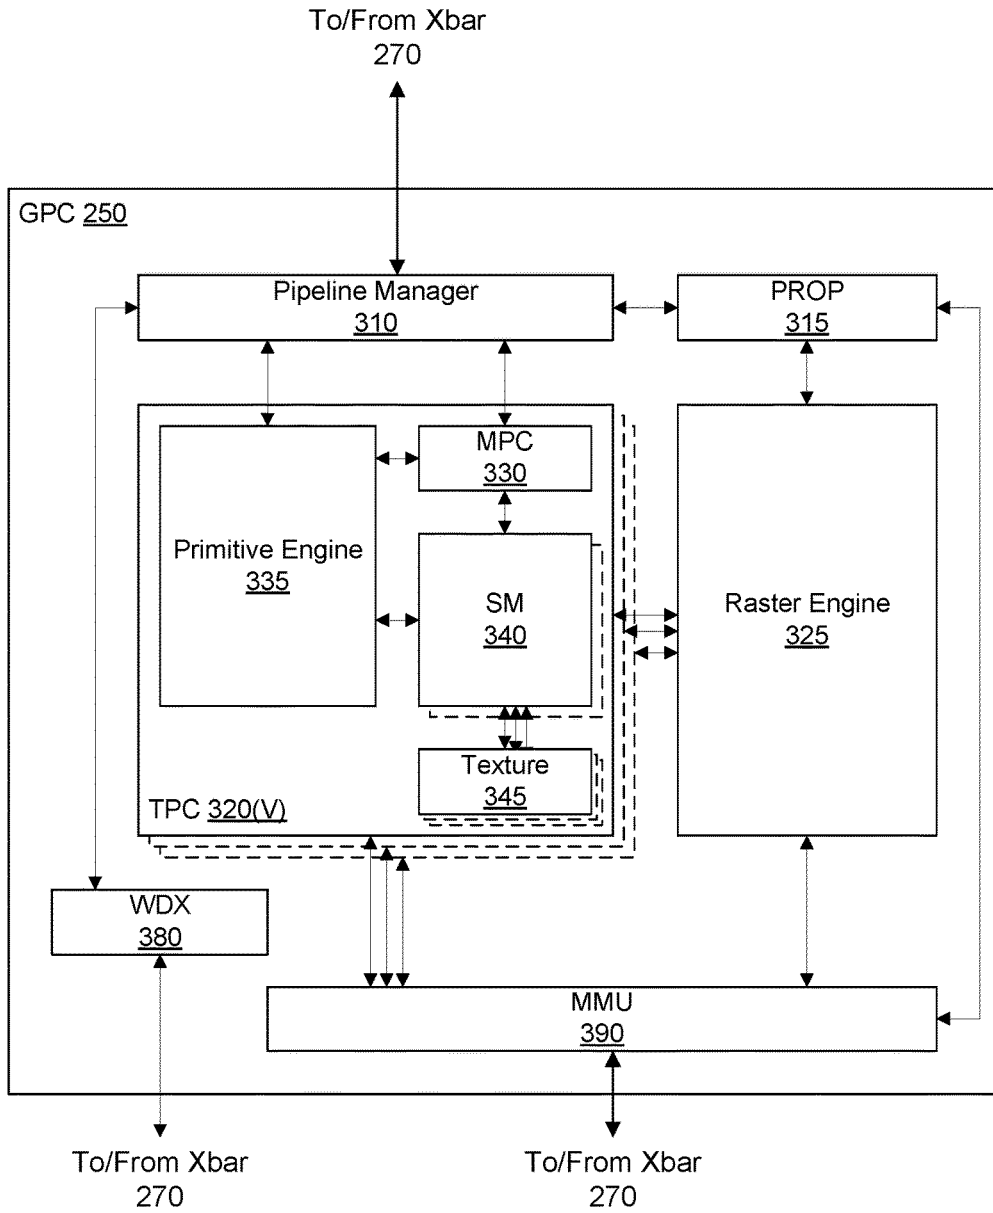 To/From Xbar
270
GPC 250
Pipeline Manager
310
PROP
315
MPC
330
Primitive Engine
335
SM
340
Raster Engine
325
Texture
345
TPC 320(V)
WDX
380
MMU
390
To/From Xbar
270
To/From Xbar
270